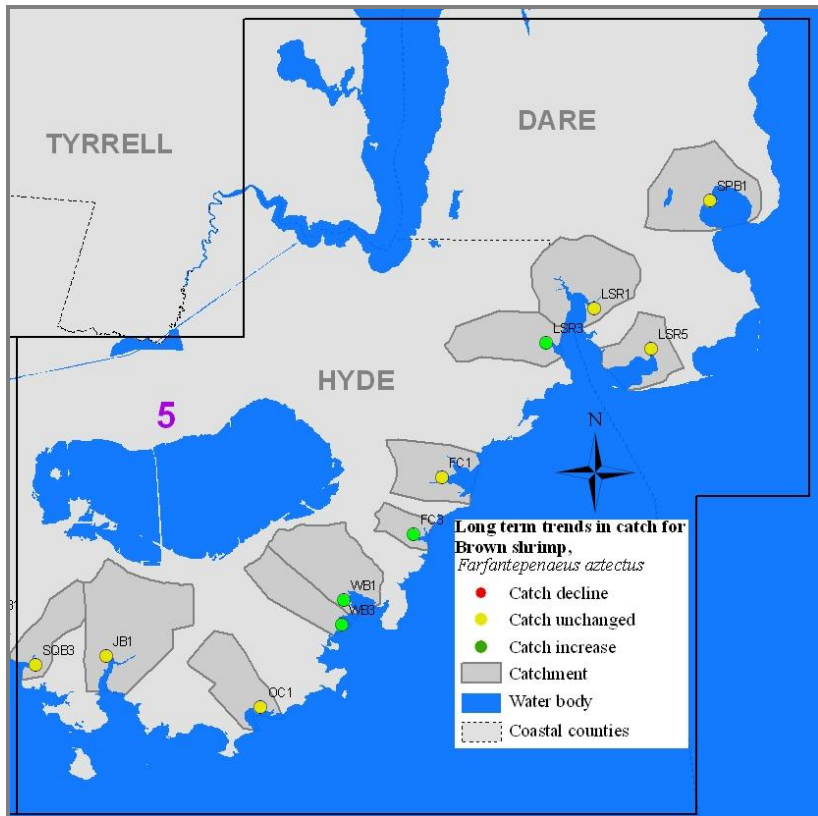 DARE
TYRRELL
SPB1
LSR1
LSR3
LSR5
HYDE
5
N
FC1
FC3
Long term trends in catch for
Brown shrimp,
Farfantepenaeus aztectus
Catch decline
Catch unchanged
Catch increase
Catchment
Water body
Coastal counties
WB1
WB3
SQB3
JB1
OC1